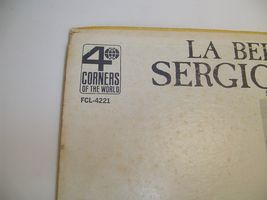 4
CORNERS
OF THE WORLD
FCL-4221
LA BE
SERGIO